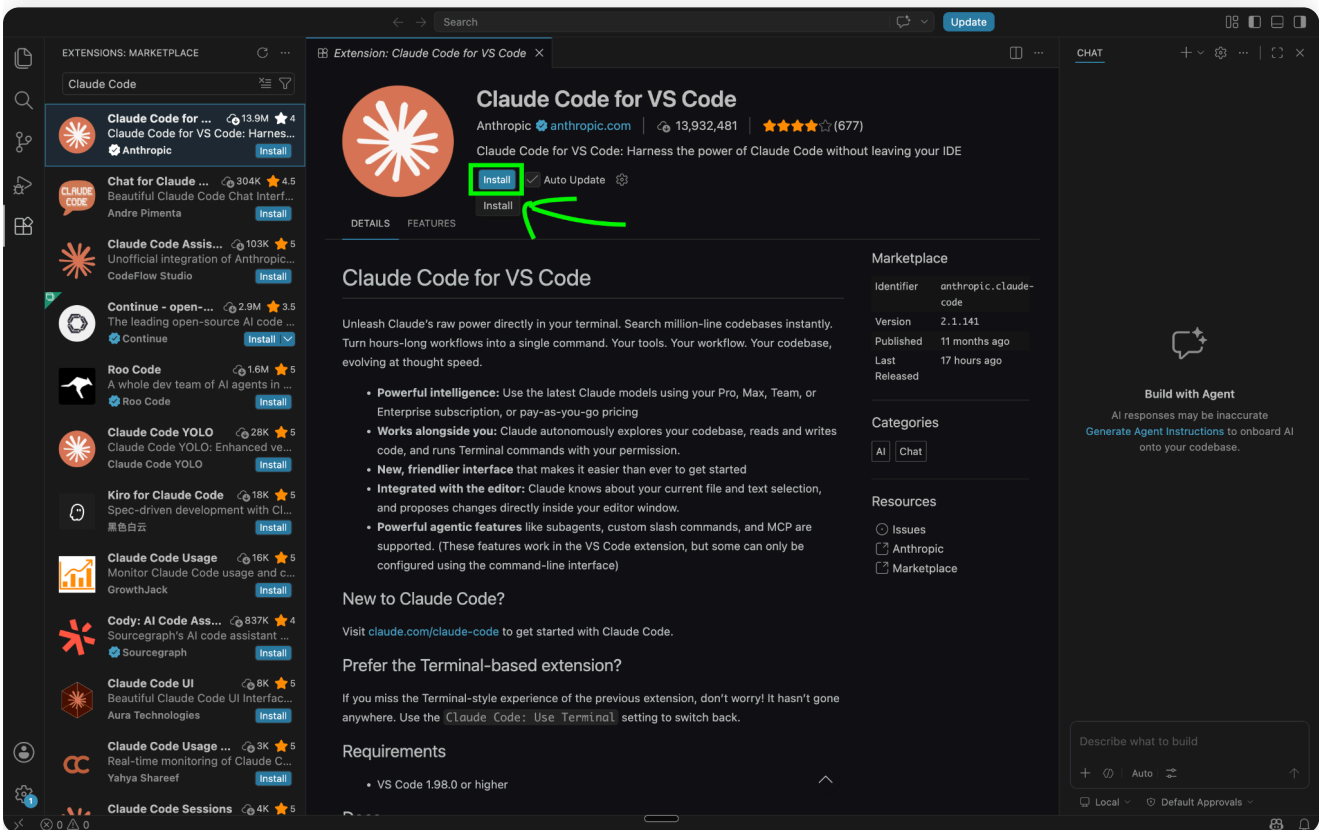 Search
Update
EXTENSIONS: MARKETPLACE
Claude Code
Claude Code for ... 13.9M 4
Claude Code for VS Code: Harnes...
Anthropic
Install
Chat for Claude ... 304K 4.5
Beautiful Claude Code Chat Interf...
Andre Pimenta
Install
CLAUDE
CODE
Claude Code Assis... 103K 5
Unofficial integration of Anthropic...
CodeFlow Studio
Install
Continue - open-... 2.9M 3.5
The leading open-source AI code ...
Continue
Install
Roo Code 1.6M 5
A whole dev team of AI agents in ...
Roo Code
Install
Claude Code YOLO 28K 5
Claude Code YOLO: Enhanced ve...
Claude Code YOLO
Install
Kiro for Claude Code 18K 5
Spec-driven development with Cl...
黑色白云
Install
Claude Code Usage 16K 5
Monitor Claude Code usage and c...
GrowthJack
Install
Cody: AI Code Ass... 837K 4
Sourcegraph's AI code assistant ...
Sourcegraph
Install
Claude Code UI 8K 5
Beautiful Claude Code UI Interfac...
Aura Technologies
Install
Claude Code Usage ... 3K 5
Real-time monitoring of Claude C...
Yahya Shareef
Install
CC
Claude Code Sessions 4K 5
1
0 0
Extension: Claude Code for VS Code
Claude Code for VS Code
Anthropic anthropic.com 13,932,481 (677)
Claude Code for VS Code: Harness the power of Claude Code without leaving your IDE
Install Auto Update
Install
DETAILS FEATURES
Claude Code for VS Code
Unleash Claude's raw power directly in your terminal. Search million-line codebases instantly.
Turn hours-long workflows into a single command. Your tools. Your workflow. Your codebase,
evolving at thought speed.
• Powerful intelligence: Use the latest Claude models using your Pro, Max, Team, or
Enterprise subscription, or pay-as-you-go pricing
• Works alongside you: Claude autonomously explores your codebase, reads and writes
code, and runs Terminal commands with your permission.
• New, friendlier interface that makes it easier than ever to get started
• Integrated with the editor: Claude knows about your current file and text selection,
and proposes changes directly inside your editor window.
• Powerful agentic features like subagents, custom slash commands, and MCP are
supported. (These features work in the VS Code extension, but some can only be
configured using the command-line interface)
New to Claude Code?
Visit claude.com/claude-code to get started with Claude Code.
Prefer the Terminal-based extension?
If you miss the Terminal-style experience of the previous extension, don't worry! It hasn't gone
anywhere. Use the Claude Code: Use Terminal setting to switch back.
Requirements
• VS Code 1.98.0 or higher
Marketplace
Identifier anthropic.claude-
code
Version 2.1.141
Published 11 months ago
Last 17 hours ago
Released
Categories
AI Chat
Resources
Issues
Anthropic
Marketplace
CHAT
Build with Agent
AI responses may be inaccurate
Generate Agent Instructions to onboard AI
onto your codebase.
Describe what to build
Auto
Local Default Approvals